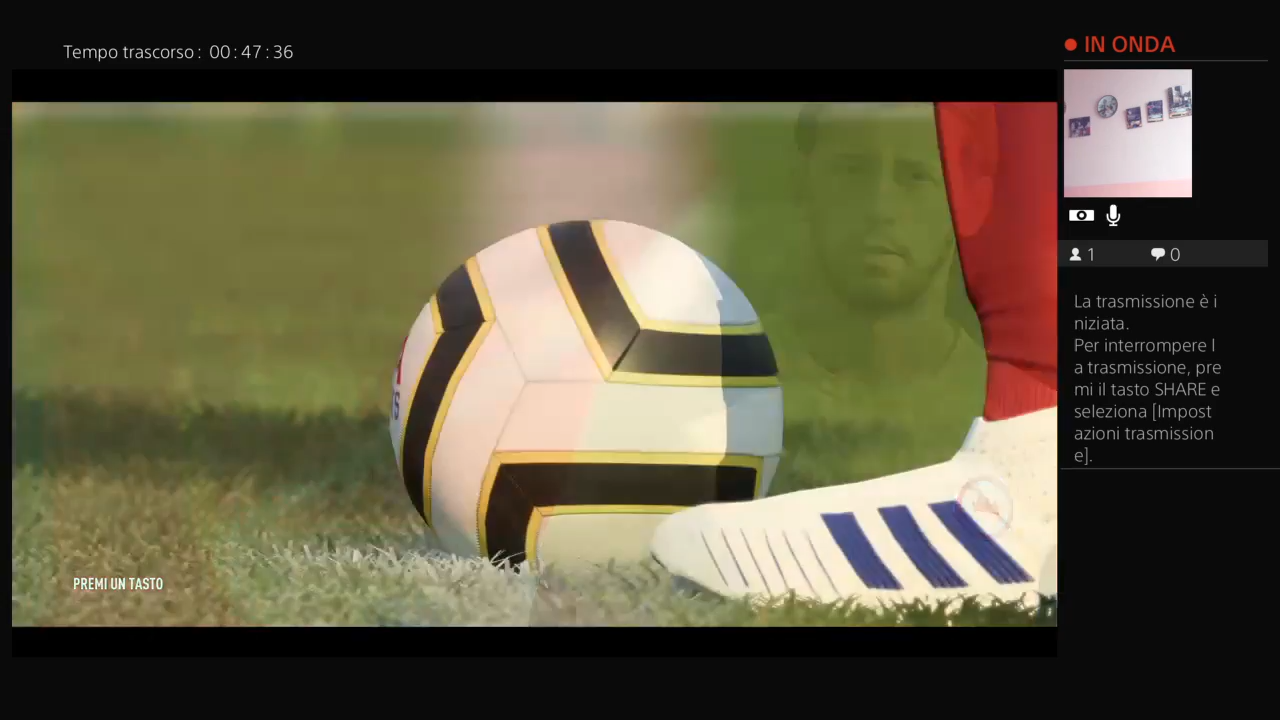 Tempo trascorso: 00:47:36
IN ONDA
1
0
La trasmissione è i
niziata.
Per interrompere l
a trasmissione, pre
mi il tasto SHARE e
seleziona [Impost
azioni trasmission
e].
PREMI UN TASTO